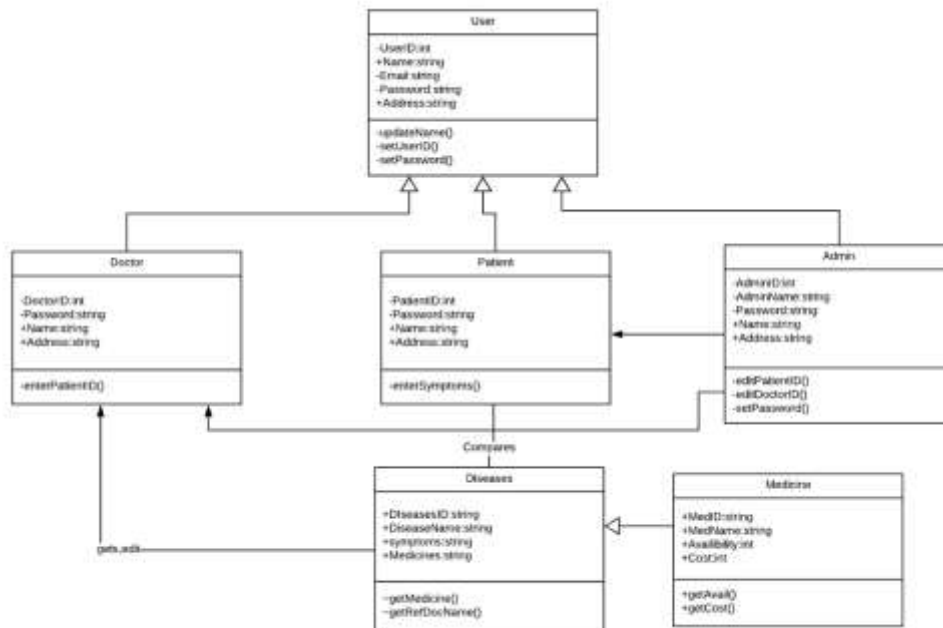 User
-UserID:int
+Name:string
-Email:string
-Password:string
+Address:string
-updateName()
-setUserID()
-setPassword()
Doctor
-DoctorID:int
-Password:string
+Name:string
+Address:string
-enterPatientID()
Patient
-PatientID:int
-Password:string
+Name:string
+Address:string
-enterSymptoms()
Admin
-AdminID:int
-AdminName:string
-Password:string
+Name:string
+Address:string
-editPatientID()
-editDoctorID()
-setPassword()
Compares
Diseases
+DiseasesID:string
+DiseaseName:string
+symptoms:string
+Medicines:string
~getMedicine()
~getRefDocName()
gets,edit
Medicine
+MedID:string
+MedName:string
+Availibility:int
+Cost:int
+getAvail()
+getCost()